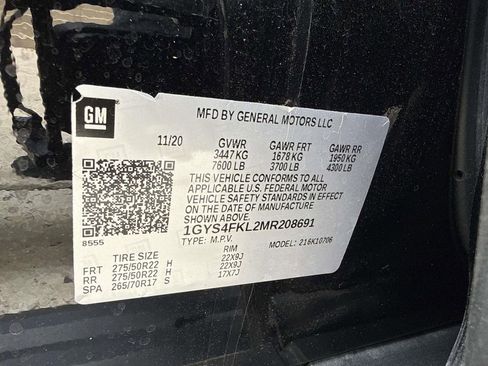 GM
MFD BY GENERAL MOTORS LLC
11/20 GVWR GAWR FRT GAWR RR
3447 KG 1678 KG 1950 KG
7600 LB 3700 LB 4300 LB
THIS VEHICLE CONFORMS TO ALL
APPLICABLE U.S. FEDERAL MOTOR
VEHICLE SAFETY STANDARDS IN EFFECT
ON THE DATE OF MANUFACTURE
SHOWN ABOVE.
1GYS4FKL2MR208691
TYPE: M.P.V. MODEL: 216K10706
8555
TIRE SIZE RIM
FRT 275/50R22 H 22X9J
RR 275/50R22 H 22X9J
SPA 265/70R17 S 17X7J